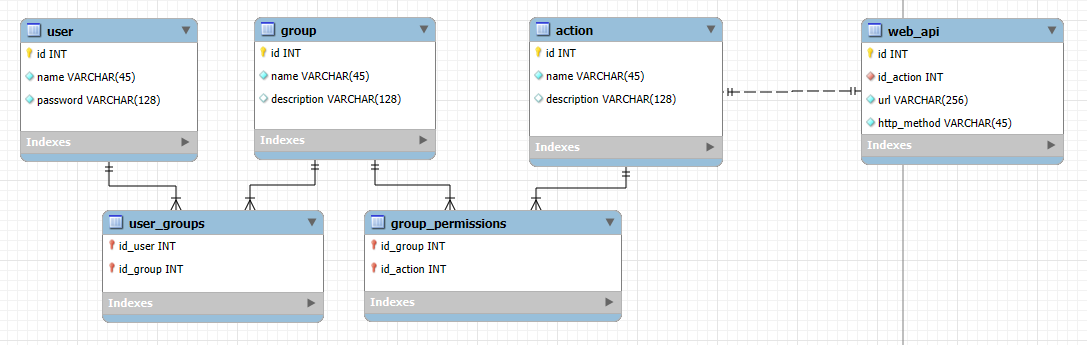 user
id INT
name VARCHAR(45)
password VARCHAR(128)
Indexes
group
id INT
name VARCHAR(45)
description VARCHAR(128)
Indexes
action
id INT
name VARCHAR(45)
description VARCHAR(128)
Indexes
web_api
id INT
id_action INT
url VARCHAR(256)
http_method VARCHAR(45)
Indexes
user_groups
id_user INT
id_group INT
Indexes
group_permissions
id_group INT
id_action INT
Indexes